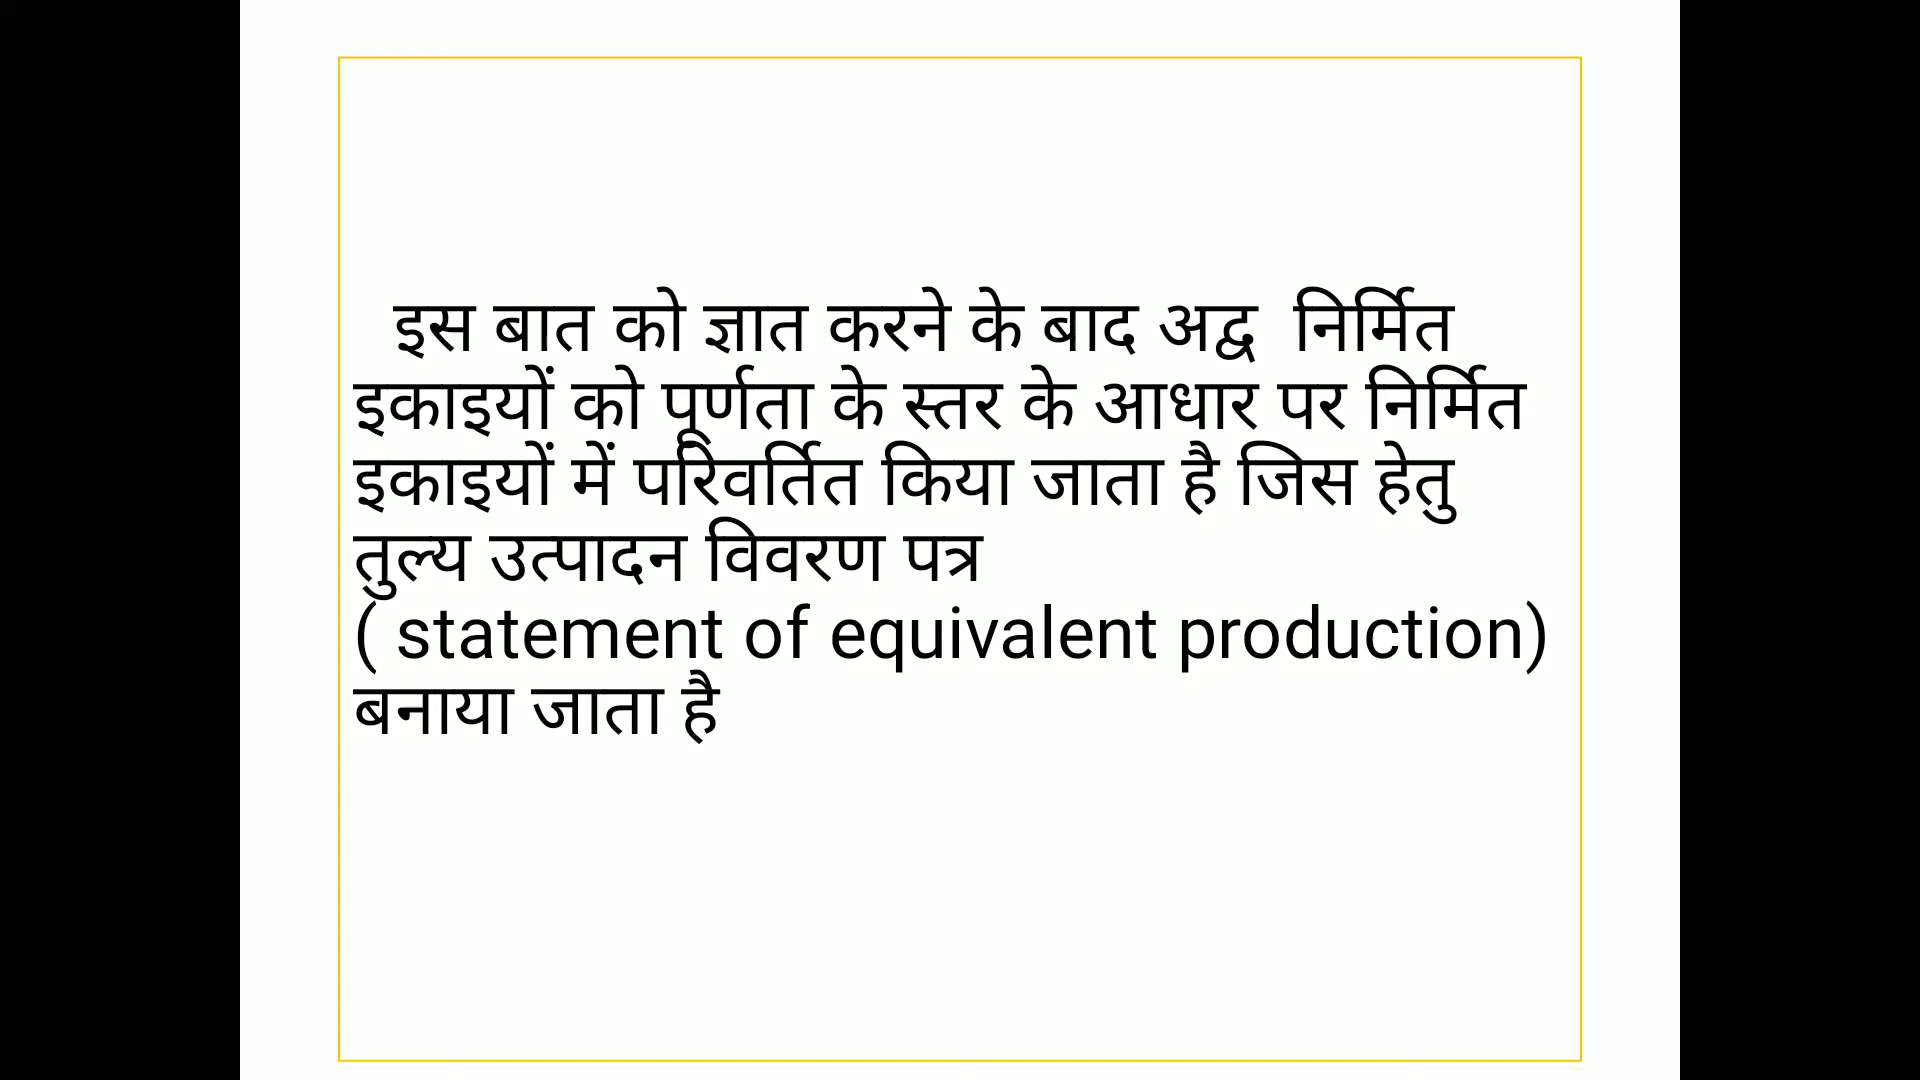 इस बात को ज्ञात करने के बाद अद्व निर्मित
इकाइयों को पूर्णता के स्तर के आधार पर निर्मित
इकाइयों में परिवर्तित किया जाता है जिस हेतु
तुल्य उत्पादन विवरण पत्र
( statement of equivalent production)
बनाया जाता है